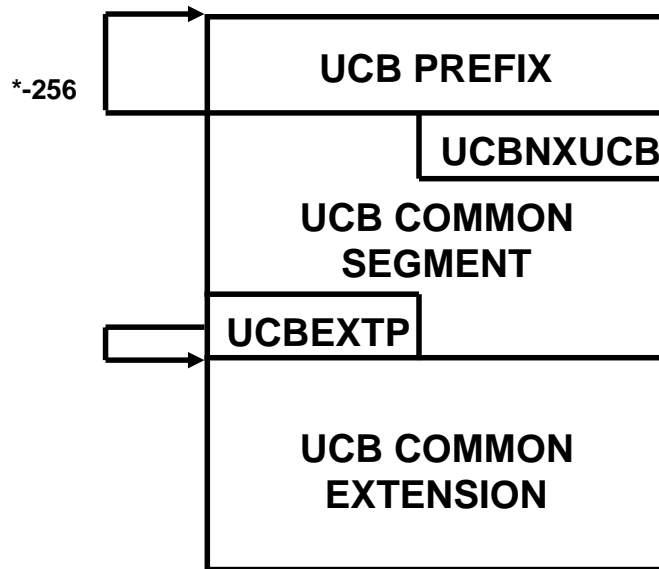 UCB PREFIX
*-256
UCBNXUCB
UCB COMMON
SEGMENT
UCBEXTP
UCB COMMON
EXTENSION